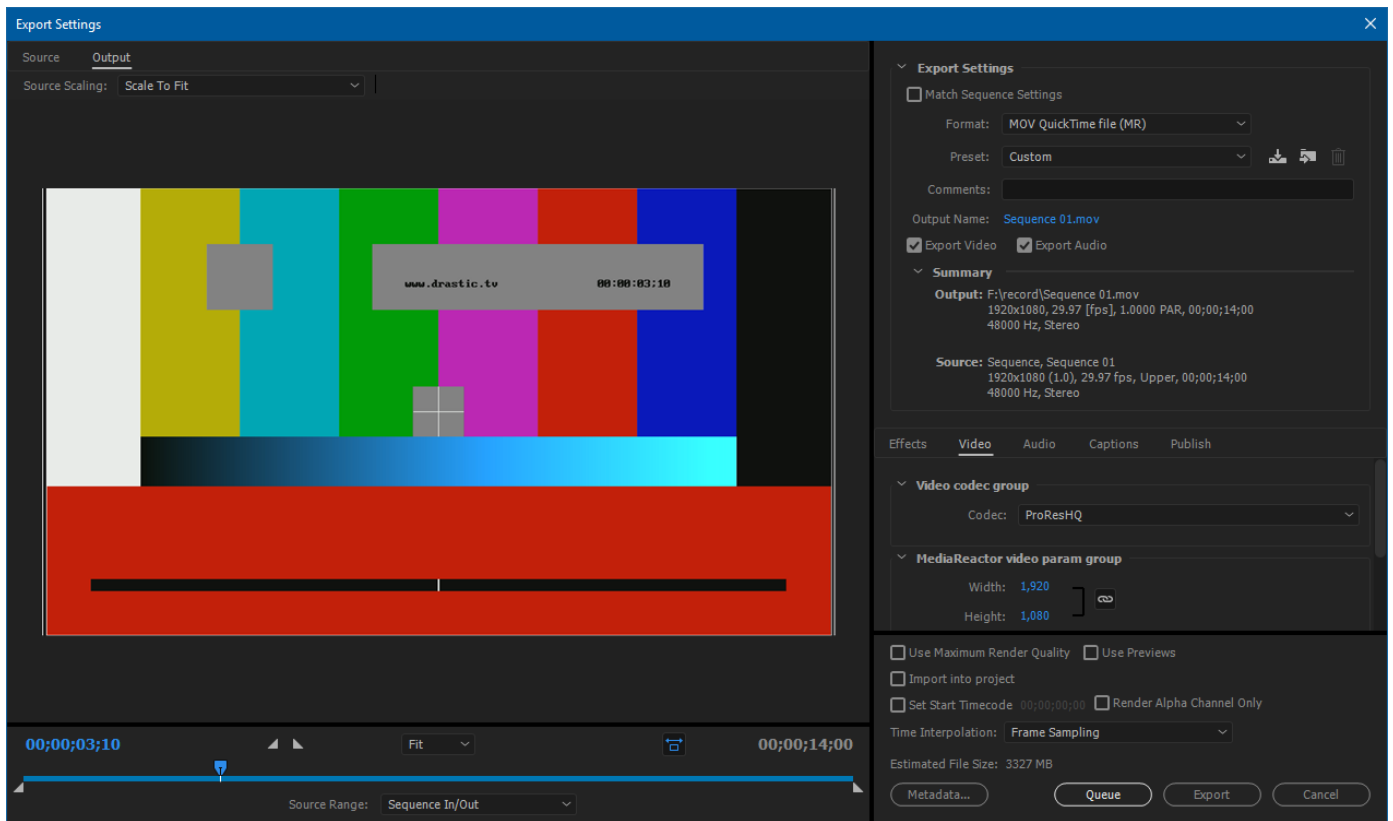 Export Settings
Source Output
Source Scaling: Scale To Fit
www.drastic.tv 00:00:03;10
00;00;03;10 Fit 00;00;14;00
Source Range: Sequence In/Out
Export Settings
Match Sequence Settings
Format: MOV QuickTime file (MR)
Preset: Custom
Comments:
Output Name: Sequence 01.mov
Export Video Export Audio
Summary
Output: F:\record\Sequence 01.mov
1920x1080, 29.97 [fps], 1.0000 PAR, 00;00;14;00
48000 Hz, Stereo
Source: Sequence, Sequence 01
1920x1080 (1.0), 29.97 fps, Upper, 00;00;14;00
48000 Hz, Stereo
Effects Video Audio Captions Publish
Video codec group
Codec: ProResHQ
MediaReactor video param group
Width: 1,920
Height: 1,080
Use Maximum Render Quality Use Previews
Import into project
Set Start Timecode 00;00;00;00 Render Alpha Channel Only
Time Interpolation: Frame Sampling
Estimated File Size: 3327 MB
Metadata... Queue Export Cancel